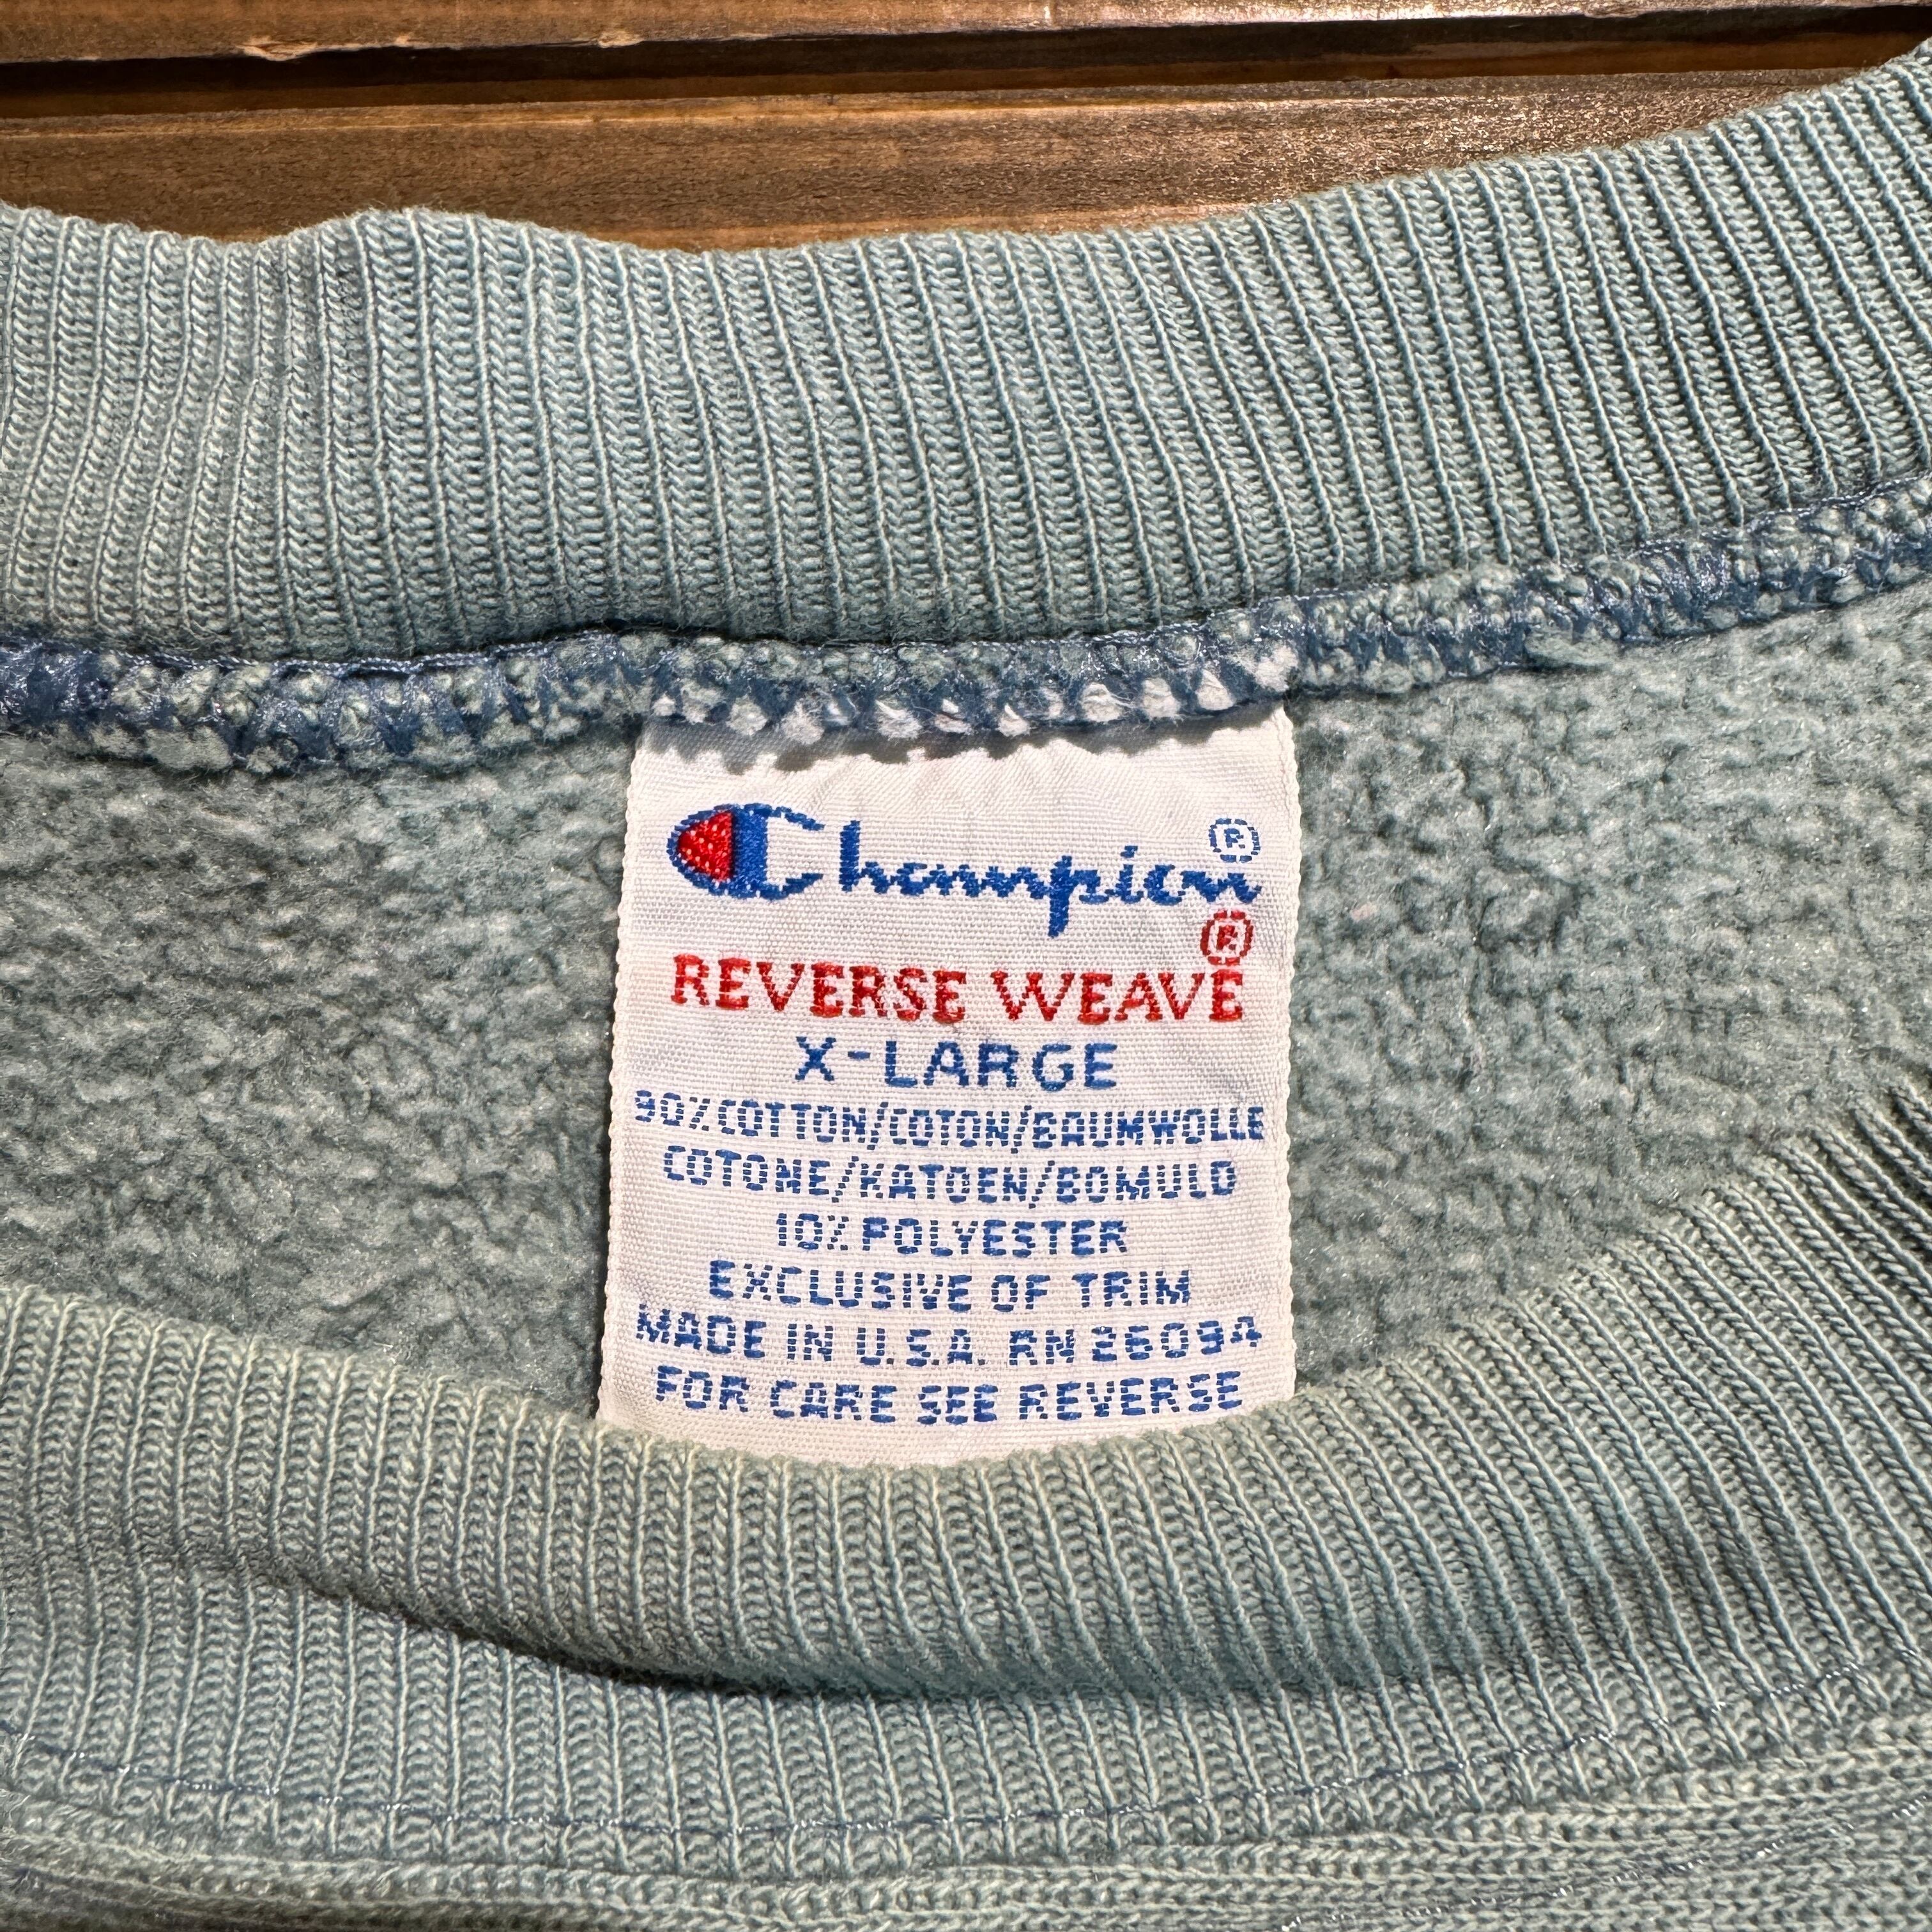 Champion®
REVERSE WEAVE®
X-LARGE
90% COTTON/COTON/BAUMWOLLE
COTONE/KATOEN/BOMULD
10% POLYESTER
EXCLUSIVE OF TRIM
MADE IN U.S.A. RN 26094
FOR CARE SEE REVERSE